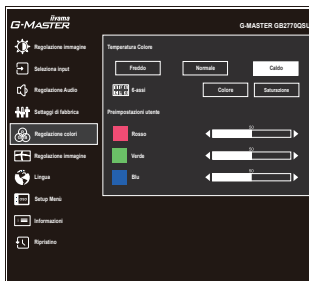 iiyama
G-MASTER
G-MASTER GB2770QSU
Regolazione immagine
Seleziona input
Regolazione Audio
Settaggi di fabbrica
Regolazione colori
Regolazione immagine
Lingua
Setup Menù
Informazioni
Ripristino
Temperatura Colore
Freddo
Normale
Caldo
6-assi
Colore
Saturazione
Preimpostazioni utente
Rosso
50
Verde
50
Blu
50